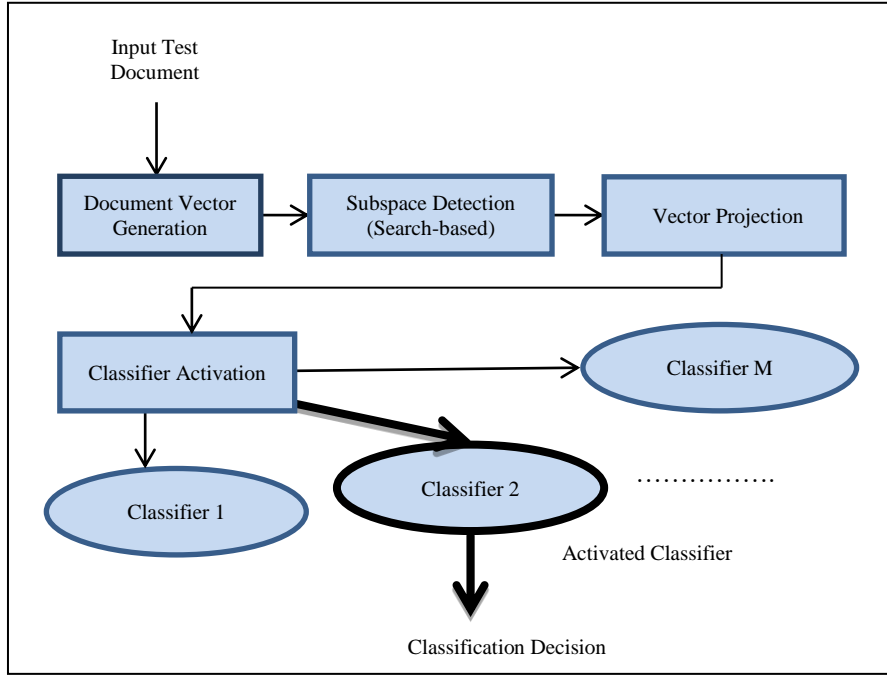 Input Test
Document
Document Vector
Generation
Subspace Detection
(Search-based)
Vector Projection
Classifier Activation
Classifier M
Classifier 1
Classifier 2
................
Activated Classifier
Classification Decision